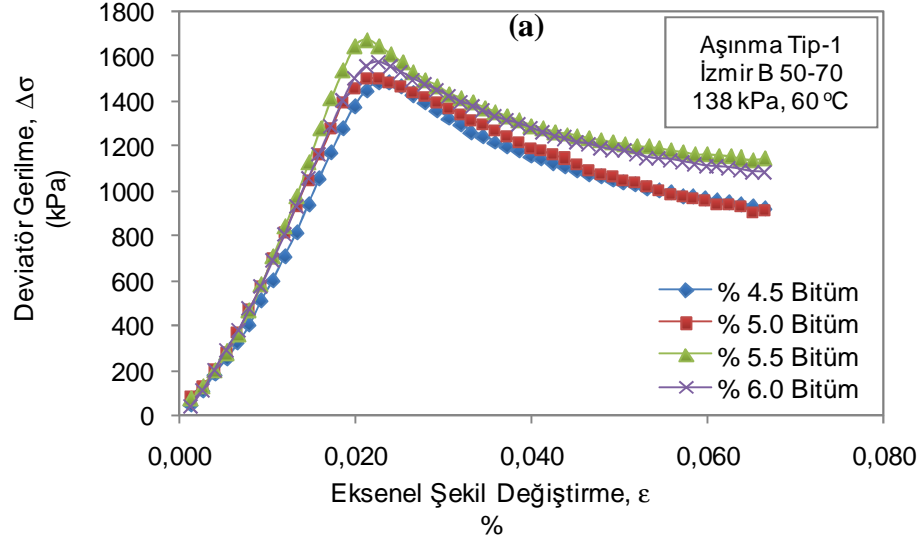 (a)
Aşınma Tip-1
İzmir B 50-70
138 kPa, 60 ºC
Deviatör Gerilme, Δσ
(kPa)
1800
1600
1400
1200
1000
800
600
400
200
0
% 4.5 Bitüm
% 5.0 Bitüm
% 5.5 Bitüm
% 6.0 Bitüm
0,000
0,020
0,040
0,060
0,080
Eksenel Şekil Değiştirme, ε
%